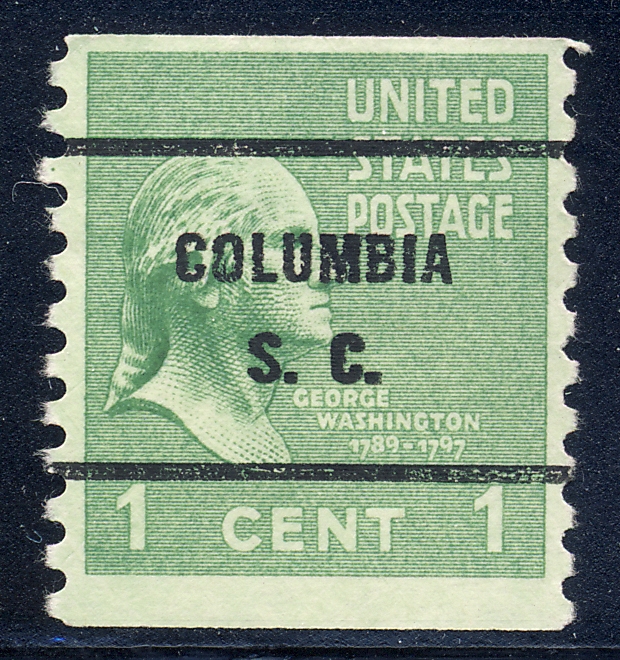 UNITED
STATES
POSTAGE
COLUMBIA
S. C.
GEORGE
WASHINGTON
1789-1797
1 CENT 1